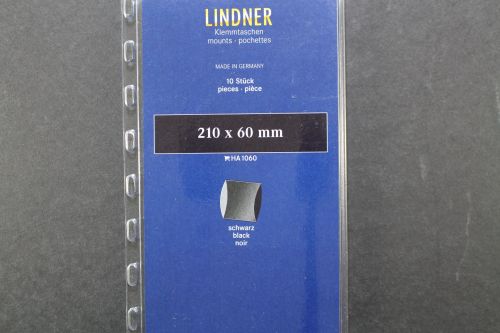 LINDNER
Klemmtaschen
mounts - pochettes
MADE IN GERMANY
10 Stück
pieces - pièce
210 x 60 mm
HA1060
schwarz
black
noir